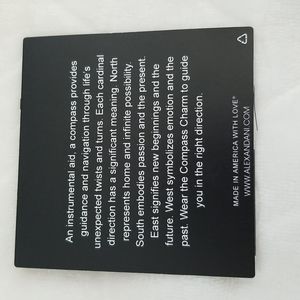 An instrumental aid, a compass provides
guidance and navigation through life's
unexpected twists and turns. Each cardinal
direction has a significant meaning. North
represents home and infinite possibility.
South embodies passion and the present.
East signifies new beginnings and the
future. West symbolizes emotion and the
past. Wear the Compass Charm to guide
you in the right direction.
MADE IN AMERICA WITH LOVE®
WWW.ALEXANDANI.COM